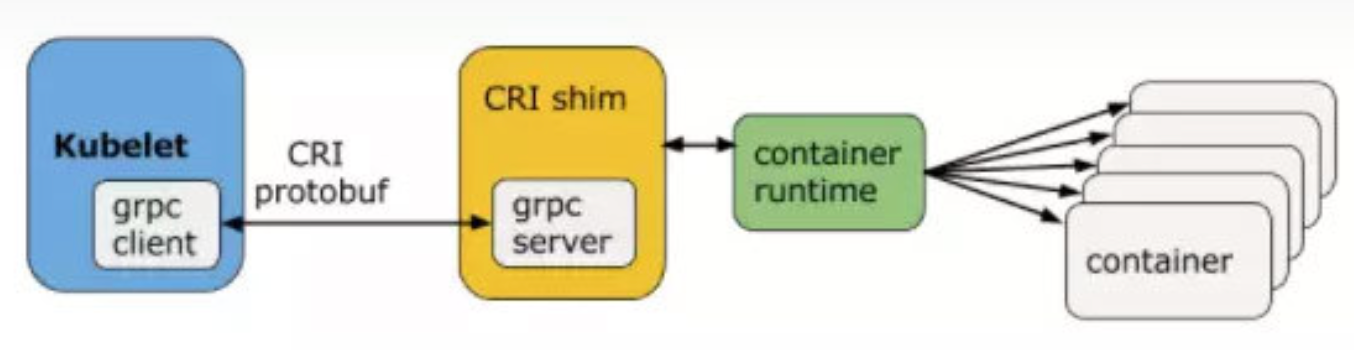 Kubelet
grpc
client
CRI
protobuf
CRI shim
grpc
server
container
runtime
container